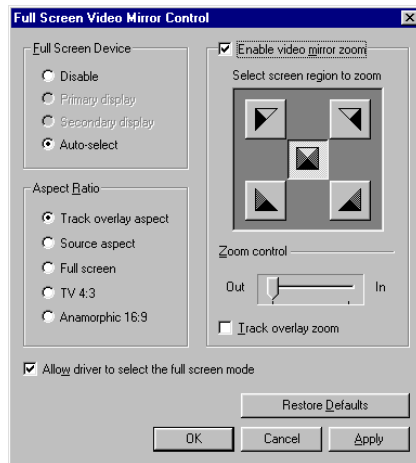 Full Screen Video Mirror Control
Full Screen Device
Disable
Primary display
Secondary display
Auto-select
Aspect Ratio
Track overlay aspect
Source aspect
Full screen
TV 4:3
Anamorphic 16:9
Enable video mirror zoom
Select screen region to zoom
Zoom control
Out In
Track overlay zoom
Allow driver to select the full screen mode
Restore Defaults
OK Cancel Apply